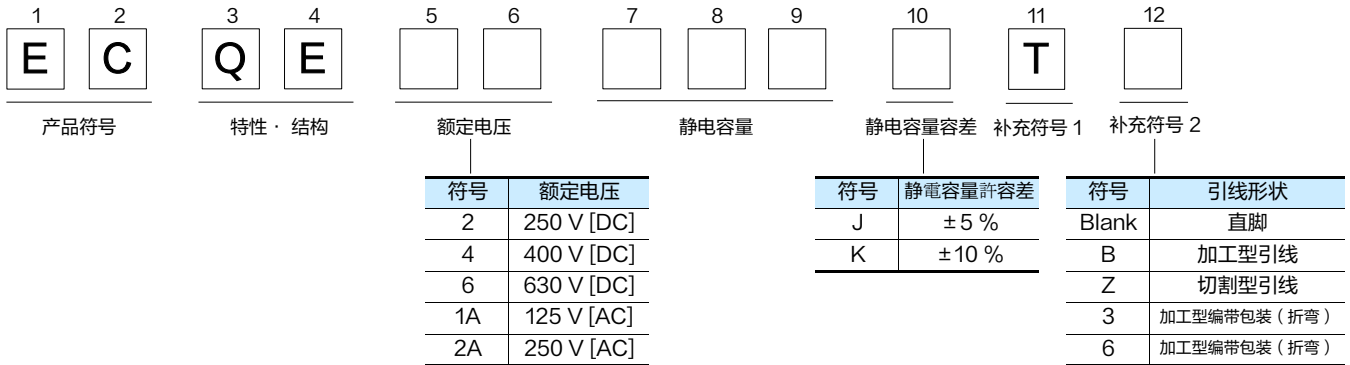 1 2 3 4 5 6 7 8 9 10 11 12
E C Q E T
产品符号 特性· 结构 额定电压 静电容量 静电容量容差 补充符号 1 补充符号 2
符号 额定电压
2 250 V [DC]
4 400 V [DC]
6 630 V [DC]
1A 125 V [AC]
2A 250 V [AC]
符号 静電容量許容差
J ±5 %
K ±10 %
符号 引线形状
Blank 直脚
B 加工型引线
Z 切割型引线
3 加工型编带包装（折弯）
6 加工型编带包装（折弯）